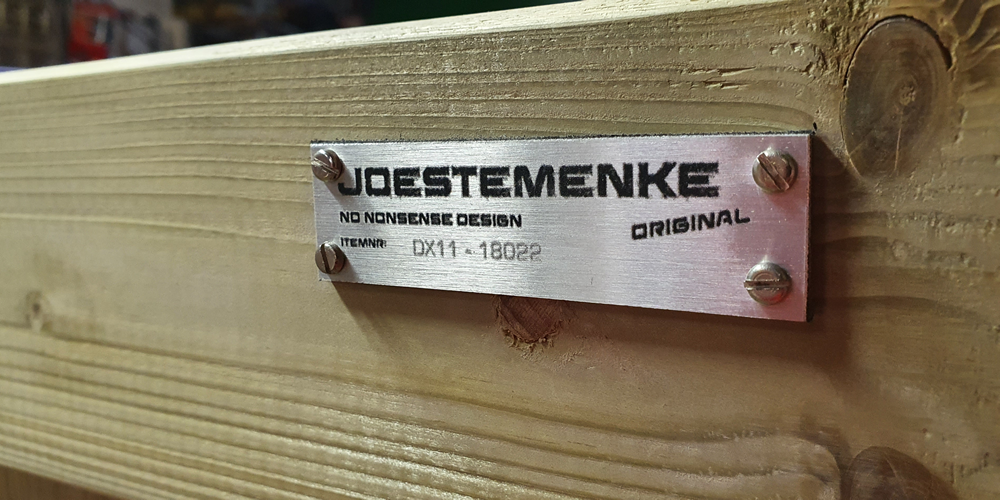 JOESTEMENKE
NO NONSENSE DESIGN
ORIGINAL
ITEMNR: DX11 - 18022